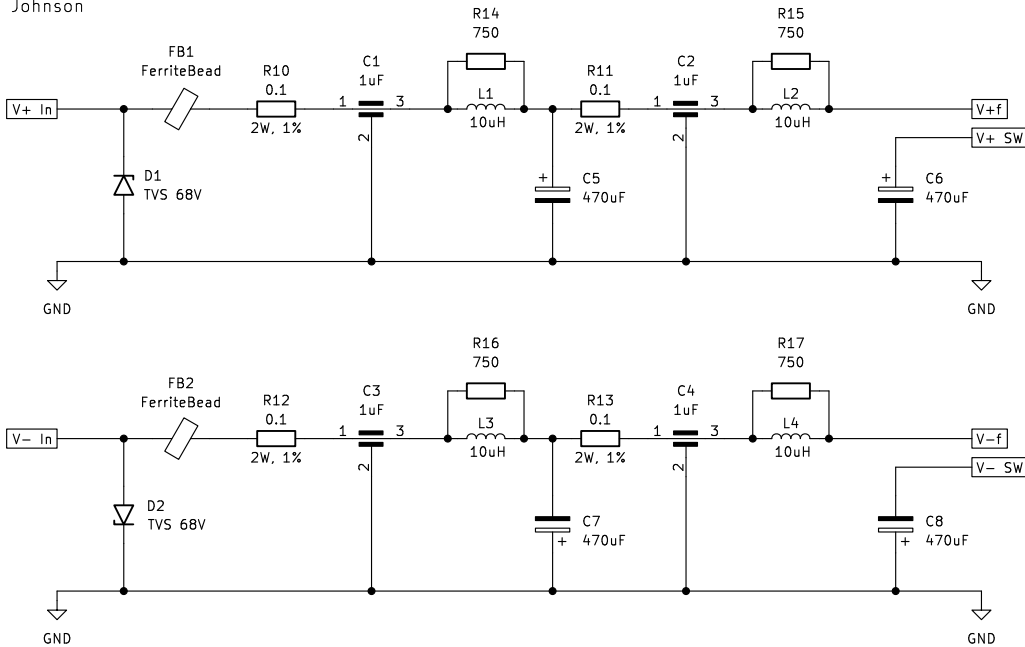 Johnson
R14
750
R15
750
FB1
FerriteBead
R10
0.1
2W, 1%
C1
1uF
1 3
2
L1
10uH
R11
0.1
2W, 1%
C2
1uF
1 3
2
L2
10uH
V+ In
V+f
V+ SW
D1
TVS 68V
+
C5
470uF
+
C6
470uF
GND
GND
R16
750
R17
750
FB2
FerriteBead
R12
0.1
2W, 1%
C3
1uF
1 3
2
L3
10uH
R13
0.1
2W, 1%
C4
1uF
1 3
2
L4
10uH
V- In
V-f
V- SW
D2
TVS 68V
C7
470uF
+
C8
470uF
+
GND
GND